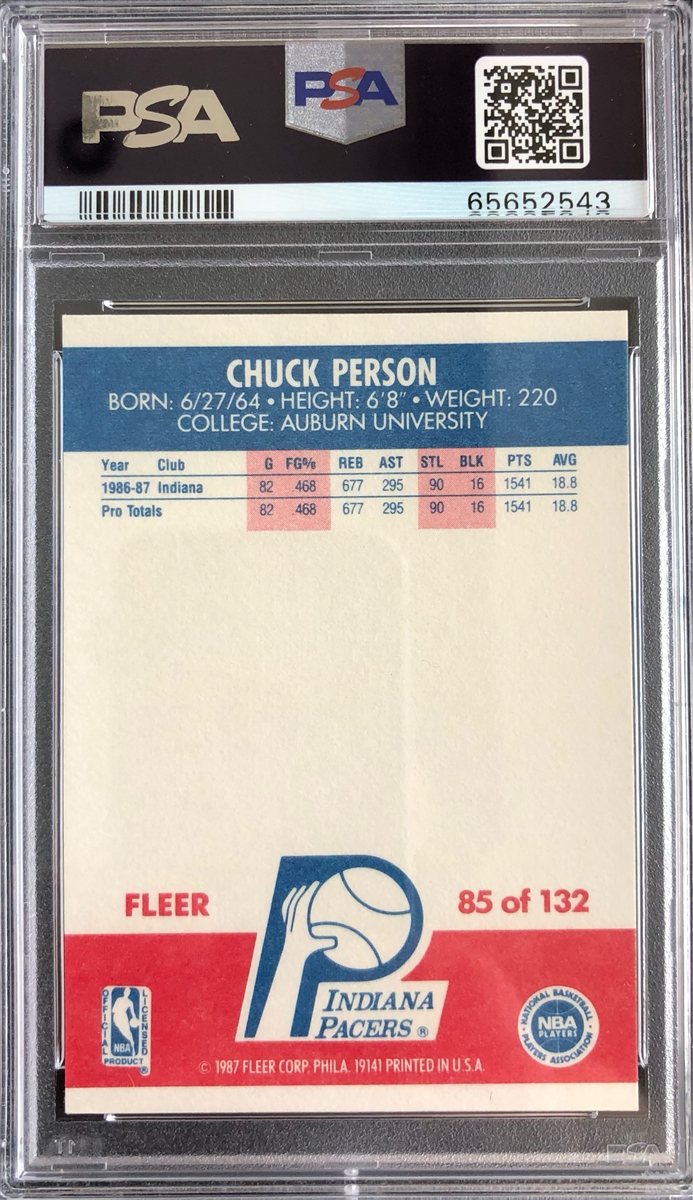 PSA
PSA
65652543
CHUCK PERSON
BORN: 6/27/64 • HEIGHT: 6'8" • WEIGHT: 220
COLLEGE: AUBURN UNIVERSITY
Year Club G FG% REB AST STL BLK PTS AVG
1986-87 Indiana 82 .468 677 295 90 16 1541 18.8
Pro Totals 82 .468 677 295 90 16 1541 18.8
FLEER
85 of 132
INDIANA
PACERS®
OFFICIAL LICENSED
NBA
PRODUCT ®
• NATIONAL BASKETBALL •
NBA
PLAYERS
PLAYERS ASSOCIATION
© 1987 FLEER CORP. PHILA. 19141 PRINTED IN U.S.A.
PSA